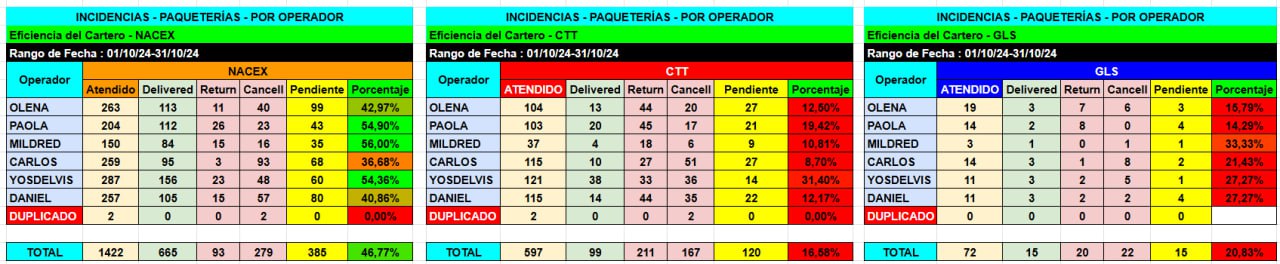 INCIDENCIAS - PAQUETERÍAS - POR OPERADOR
Eficiencia del Cartero - NACEX
Rango de Fecha : 01/10/24-31/10/24
Operador NACEX
Atendido Delivered Return Cancell Pendiente Porcentaje
OLENA 263 113 11 40 99 42,97%
PAOLA 204 112 26 23 43 54,90%
MILDRED 150 84 15 16 35 56,00%
CARLOS 259 95 3 93 68 36,68%
YOSDELVIS 287 156 23 48 60 54,36%
DANIEL 257 105 15 57 80 40,86%
DUPLICADO 2 0 0 2 0 0,00%
TOTAL 1422 665 93 279 385 46,77%
INCIDENCIAS - PAQUETERÍAS - POR OPERADOR
Eficiencia del Cartero - CTT
Rango de Fecha : 01/10/24-31/10/24
Operador CTT
ATENDIDO Delivered Return Cancell Pendiente Porcentaje
OLENA 104 13 44 20 27 12,50%
PAOLA 103 20 45 17 21 19,42%
MILDRED 37 4 18 6 9 10,81%
CARLOS 115 10 27 51 27 8,70%
YOSDELVIS 121 38 33 36 14 31,40%
DANIEL 115 14 44 35 22 12,17%
DUPLICADO 2 0 0 2 0 0,00%
TOTAL 597 99 211 167 120 16,58%
INCIDENCIAS - PAQUETERÍAS - POR OPERADOR
Eficiencia del Cartero - GLS
Rango de Fecha : 01/10/24-31/10/24
Operador GLS
ATENDIDO Delivered Return Cancell Pendiente Porcentaje
OLENA 19 3 7 6 3 15,79%
PAOLA 14 2 8 0 4 14,29%
MILDRED 3 1 0 1 1 33,33%
CARLOS 14 3 1 8 2 21,43%
YOSDELVIS 11 3 2 5 1 27,27%
DANIEL 11 3 2 2 4 27,27%
DUPLICADO 0 0 0 0 0
TOTAL 72 15 20 22 15 20,83%